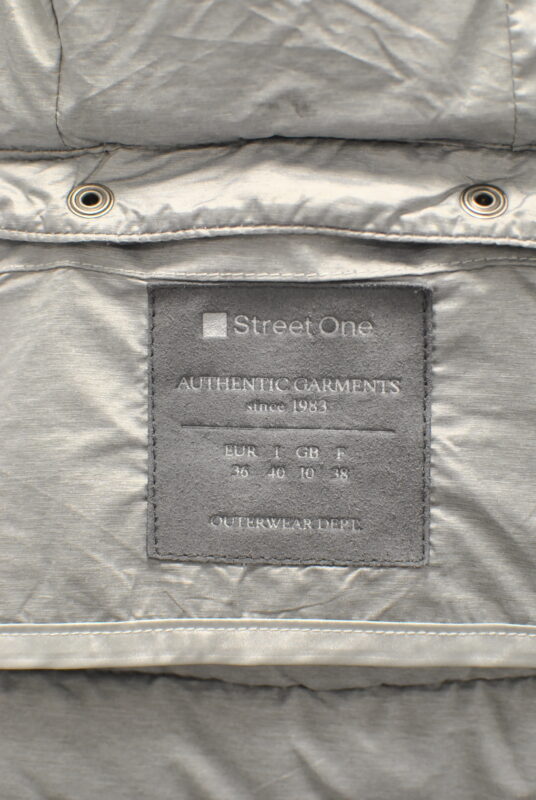 Street One
AUTHENTIC GARMENTS
since 1983
EUR I GB F
36 40 10 38
OUTERWEAR DEPT.